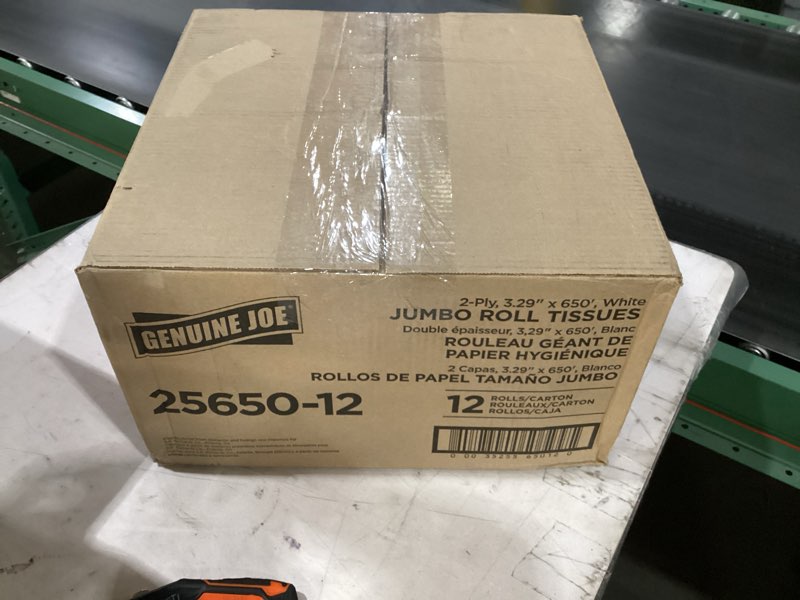 GENUINE JOE
2-Ply, 3.29" x 650', White
JUMBO ROLL TISSUES
Double épaisseur, 3,29" x 650', Blanc
ROULEAU GÉANT DE
PAPIER HYGIÉNIQUE
2 Capas, 3.29" x 650', Blanco
ROLLOS DE PAPEL TAMAÑO JUMBO
25650-12
12 ROLLS/CARTON
ROULEAUX/CARTON
ROLLOS/CAJA